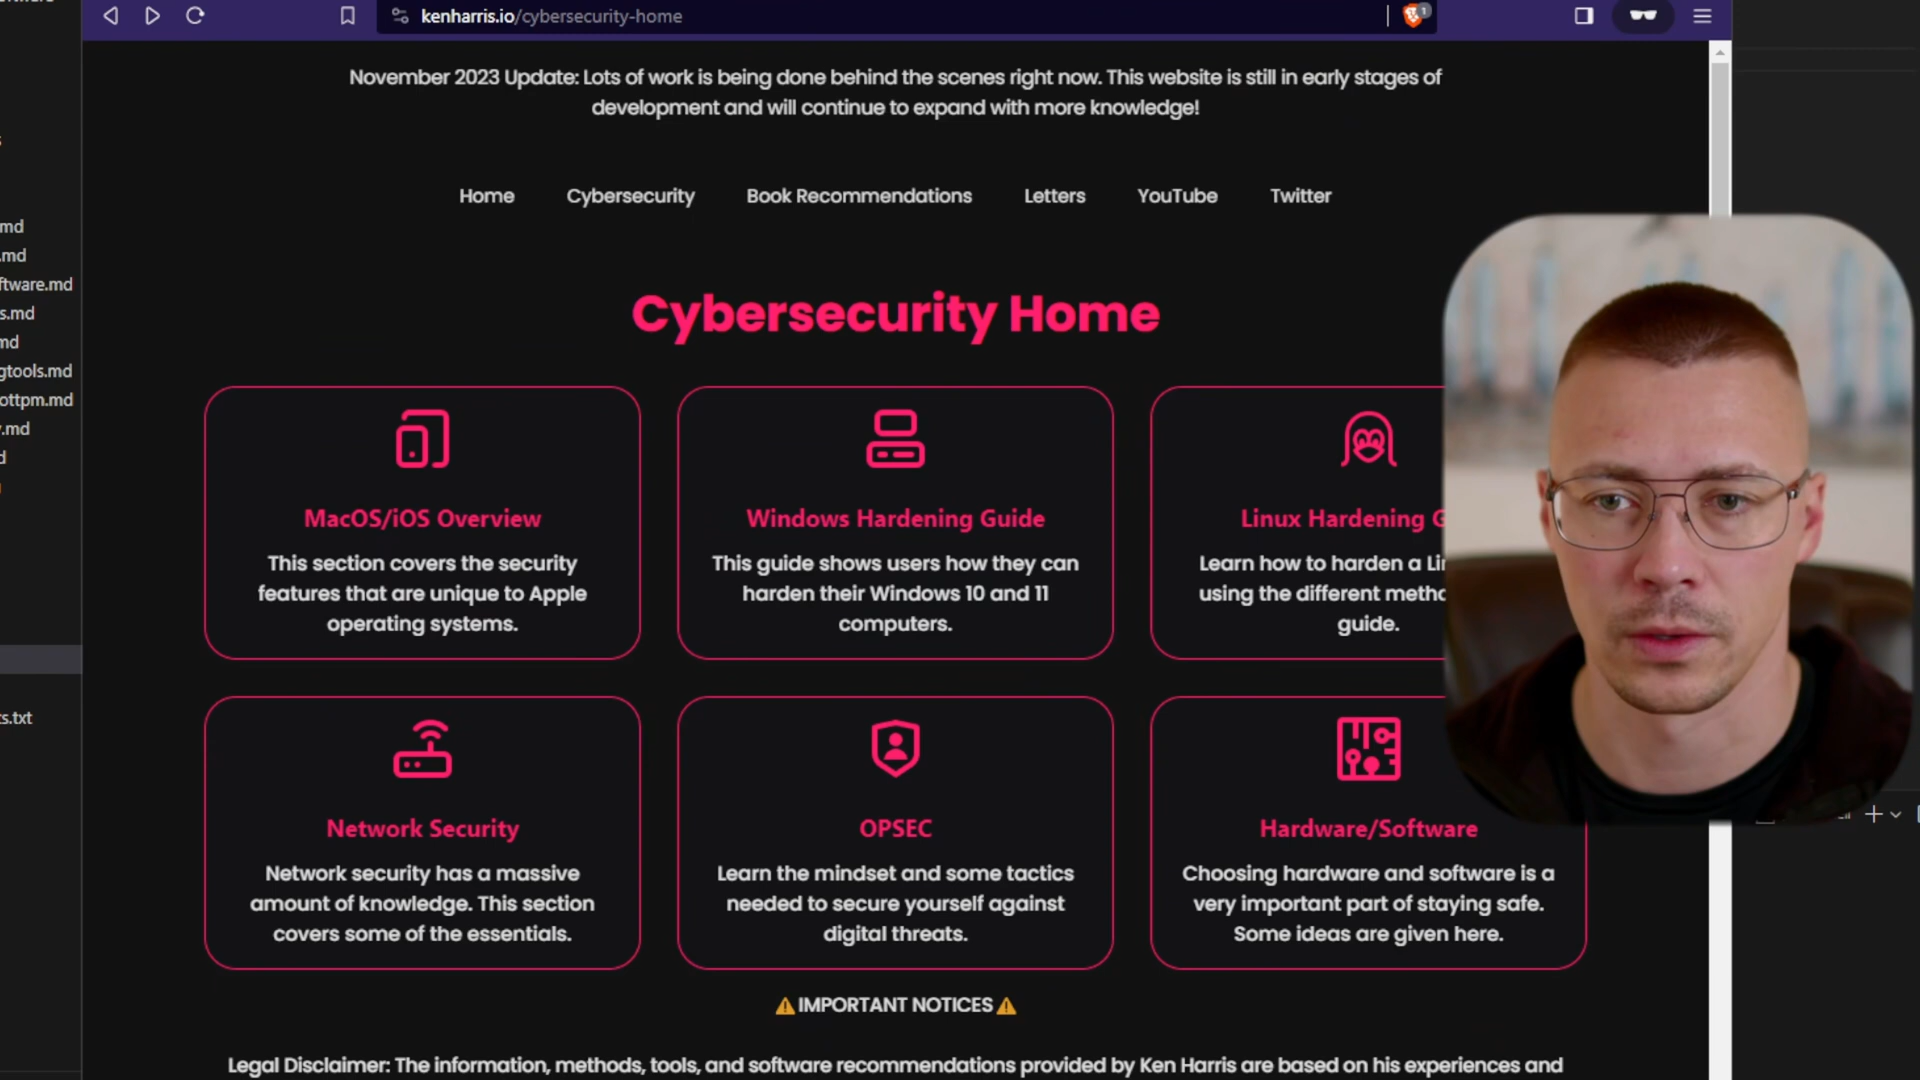 kenharris.io/cybersecurity-home
1
November 2023 Update: Lots of work is being done behind the scenes right now. This website is still in early stages of
development and will continue to expand with more knowledge!
Home Cybersecurity Book Recommendations Letters YouTube Twitter
.md
ftware.md
s.md
gtools.md
ottpm.md
s.txt
Cybersecurity Home
MacOS/iOS Overview
This section covers the security
features that are unique to Apple
operating systems.
Windows Hardening Guide
This guide shows users how they can
harden their Windows 10 and 11
computers.
Linux Hardening G
Learn how to harden a Li
using the different metho
guide.
Network Security
Network security has a massive
amount of knowledge. This section
covers some of the essentials.
OPSEC
Learn the mindset and some tactics
needed to secure yourself against
digital threats.
Hardware/Software
Choosing hardware and software is a
very important part of staying safe.
Some ideas are given here.
⚠️ IMPORTANT NOTICES ⚠️
Legal Disclaimer: The information, methods, tools, and software recommendations provided by Ken Harris are based on his experiences and